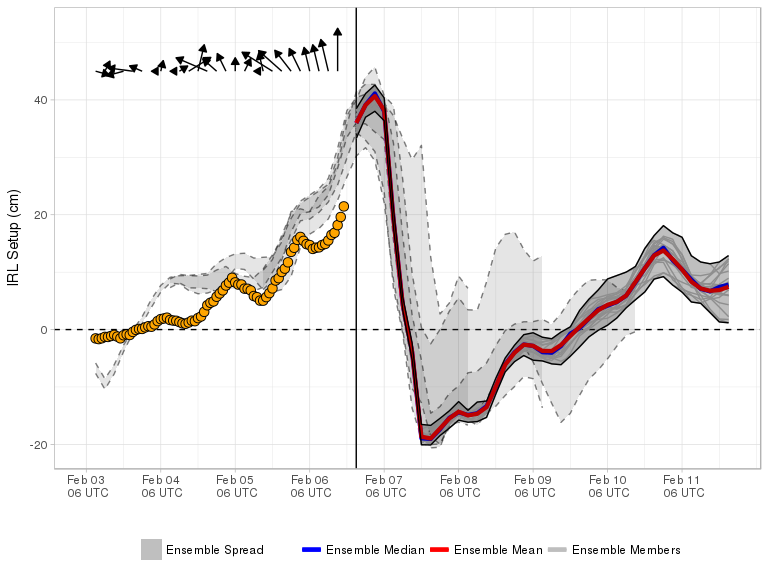 IRL Setup (cm)
40
20
0
-20
Feb 03
06 UTC
Feb 04
06 UTC
Feb 05
06 UTC
Feb 06
06 UTC
Feb 07
06 UTC
Feb 08
06 UTC
Feb 09
06 UTC
Feb 10
06 UTC
Feb 11
06 UTC
Ensemble Spread
Ensemble Median
Ensemble Mean
Ensemble Members